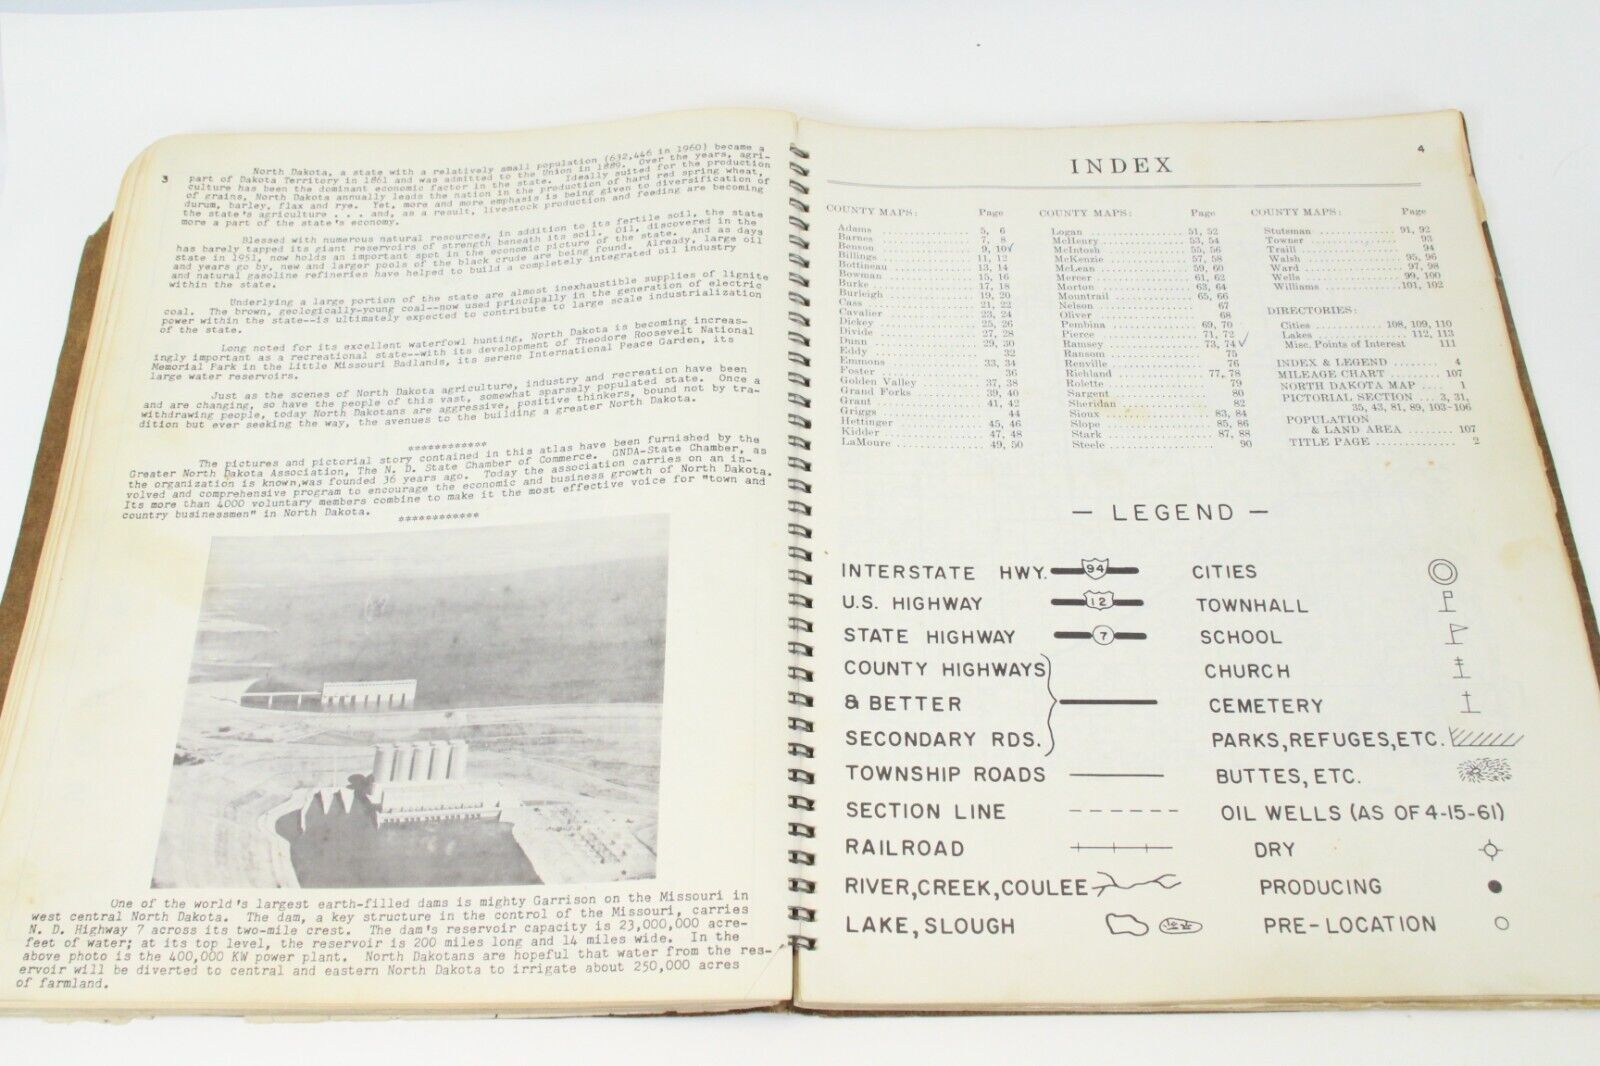 3
North Dakota, a state with a relatively small population (632,446 in 1960) became a
part of Dakota Territory in 1861 and was admitted to the Union in 1889. Over the years, agri-
culture has been the dominant economic factor in the state. Ideally suited for the production
of grains, North Dakota annually leads the nation in the production of hard red spring wheat,
durum, barley, flax and rye. Yet, more and more emphasis is being given to diversification of
the state's agriculture . . . and, as a result, livestock production and feeding are becoming
more a part of the state's economy.
Blessed with numerous natural resources, in addition to its fertile soil, the state
has barely tapped its giant reservoirs of strength beneath its soil. Oil, discovered in the
state in 1951, now holds an important spot in the economic picture of the state. And as days
and years go by, new and larger pools of the black crude are being found. Already, large oil
and natural gasoline refineries have helped to build a completely integrated oil industry
within the state.
Underlying a large portion of the state are almost inexhaustible supplies of lignite
coal. The brown, geologically-young coal--now used principally in the generation of electric
power within the state--is ultimately expected to contribute to large scale industrialization
of the state.
Long noted for its excellent waterfowl hunting, North Dakota is becoming increas-
ingly important as a recreational state--with its development of Theodore Roosevelt National
Memorial Park in the Little Missouri Badlands, its serene International Peace Garden, its
large water reservoirs.
Just as the scenes of North Dakota agriculture, industry and recreation have been
and are changing, so have the people of this vast, somewhat sparsely populated state. Once a
withdrawing people, today North Dakotans are aggressive, positive thinkers, bound not by tra-
dition but ever seeking the way, the avenues to the building a greater North Dakota.
************
The pictures and pictorial story contained in this atlas have been furnished by the
Greater North Dakota Association, The N. D. State Chamber of Commerce. GNDA-State Chamber, as
the organization is known,was founded 36 years ago. Today the association carries on an in-
volved and comprehensive program to encourage the economic and business growth of North Dakota.
Its more than 4000 voluntary members combine to make it the most effective voice for "town and
country businessmen" in North Dakota.
************
One of the world's largest earth-filled dams is mighty Garrison on the Missouri in
west central North Dakota. The dam, a key structure in the control of the Missouri, carries
N. D. Highway 7 across its two-mile crest. The dam's reservoir capacity is 23,000,000 acre-
feet of water; at its top level, the reservoir is 200 miles long and 14 miles wide. In the
above photo is the 400,000 KW power plant. North Dakotans are hopeful that water from the res-
ervoir will be diverted to central and eastern North Dakota to irrigate about 250,000 acres
of farmland.
4
INDEX
COUNTY MAPS: Page
Adams 5, 6
Barnes 7, 8
Benson 9, 10✓
Billings 11, 12
Bottineau 13, 14
Bowman 15, 16
Burke 17, 18
Burleigh 19, 20
Cass 21, 22
Cavalier 23, 24
Dickey 25, 26
Divide 27, 28
Dunn 29, 30
Eddy 32
Emmons 33, 34
Foster 36
Golden Valley 37, 38
Grand Forks 39, 40
Grant 41, 42
Griggs 44
Hettinger 45, 46
Kidder 47, 48
LaMoure 49, 50
COUNTY MAPS: Page
Logan 51, 52
McHenry 53, 54
McIntosh 55, 56
McKenzie 57, 58
McLean 59, 60
Mercer 61, 62
Morton 63, 64
Mountrail 65, 66
Nelson 67
Oliver 68
Pembina 69, 70
Pierce 71, 72
Ramsey 73, 74✓
Ransom 75
Renville 76
Richland 77, 78
Rolette 79
Sargent 80
Sheridan 82
Sioux 83, 84
Slope 85, 86
Stark 87, 88
Steele 90
COUNTY MAPS: Page
Stutsman 91, 92
Towner 93
Traill 94
Walsh 95, 96
Ward 97, 98
Wells 99, 100
Williams 101, 102
DIRECTORIES:
Cities 108, 109, 110
Lakes 112, 113
Misc. Points of Interest 111
INDEX & LEGEND 4
MILEAGE CHART 107
NORTH DAKOTA MAP 1
PICTORIAL SECTION ... 3, 31,
35, 43, 81, 89, 103-106
POPULATION
& LAND AREA 107
TITLE PAGE 2
— LEGEND —
INTERSTATE HWY. 94
U.S. HIGHWAY 12
STATE HIGHWAY 7
COUNTY HIGHWAYS
& BETTER
SECONDARY RDS.
TOWNSHIP ROADS
SECTION LINE
RAILROAD
RIVER,CREEK,COULEE
LAKE, SLOUGH
CITIES
TOWNHALL
SCHOOL
CHURCH
CEMETERY
PARKS,REFUGES,ETC.
BUTTES, ETC.
OIL WELLS (AS OF 4-15-61)
DRY
PRODUCING
PRE-LOCATION